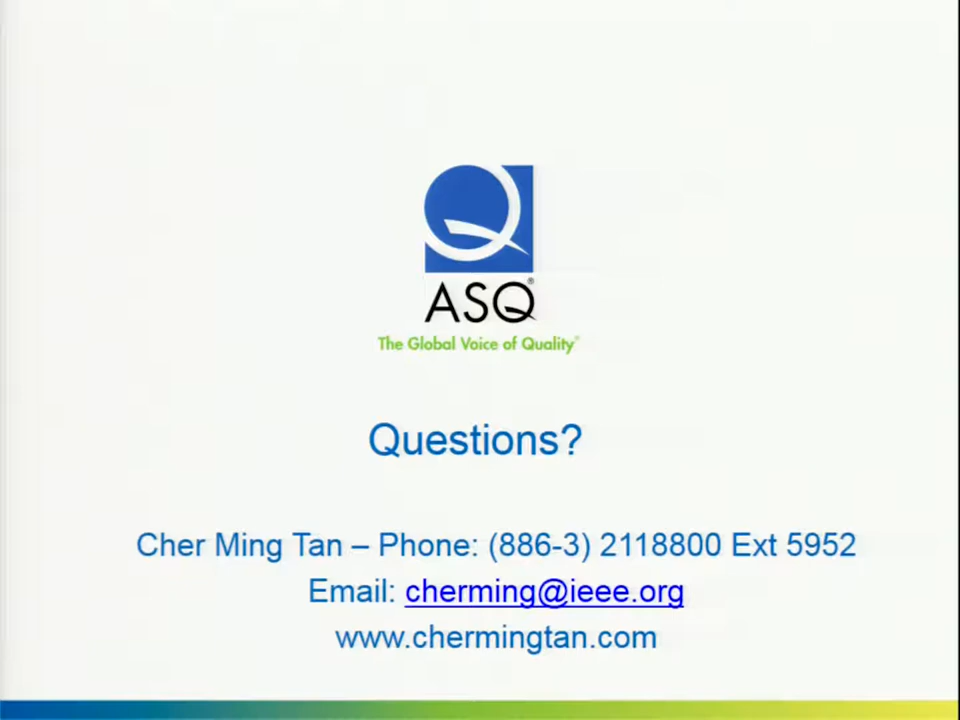 ASQ®
The Global Voice of Quality®
Questions?
Cher Ming Tan – Phone: (886-3) 2118800 Ext 5952
Email: cherming@ieee.org
www.chermingtan.com